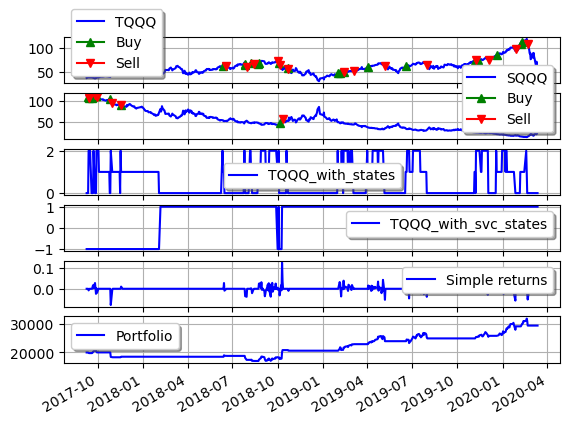 TQQQ
Buy
Sell
100
50
SQQQ
Buy
Sell
100
50
2
0
TQQQ_with_states
1
0
−1
TQQQ_with_svc_states
0.1
0.0
Simple returns
30000
20000
Portfolio
2017-10
2018-01
2018-04
2018-07
2018-10
2019-01
2019-04
2019-07
2019-10
2020-01
2020-04